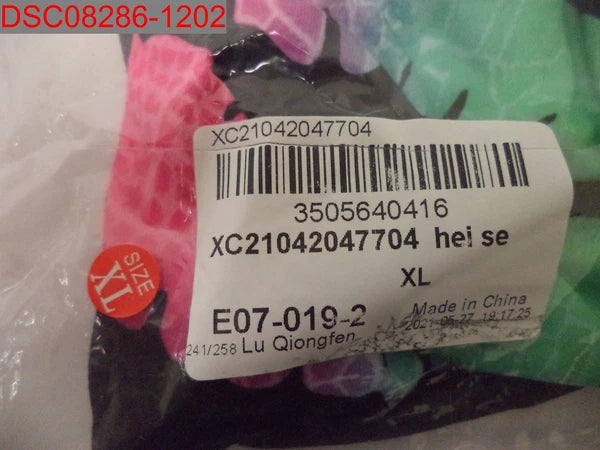 DSC08286-1202
XC21042047704
3505640416
XC21042047704 hei se
XL
SIZE
XL
E07-019-2
Made in China
2021-05-27 19:17:25
241/258 Lu Qiongfen